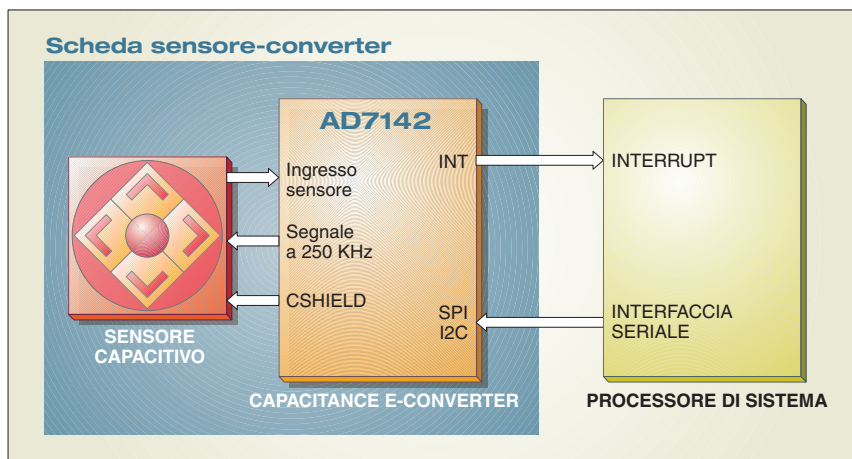 Scheda sensore-converter
AD7142
Ingresso
sensore
Segnale
a 250 KHz
CSHIELD
INT
SPI
I2C
INTERRUPT
INTERFACCIA
SERIALE
SENSORE
CAPACITIVO
CAPACITANCE E-CONVERTER
PROCESSORE DI SISTEMA